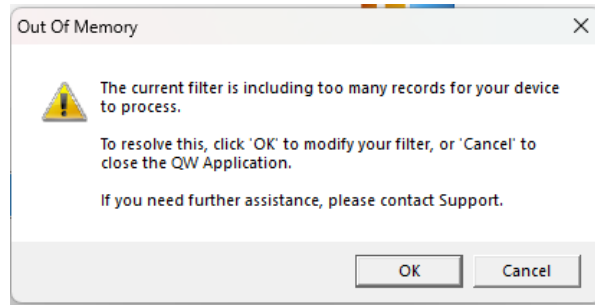 Out Of Memory
The current filter is including too many records for your device
to process.
To resolve this, click 'OK' to modify your filter, or 'Cancel' to
close the QW Application.
If you need further assistance, please contact Support.
OK
Cancel